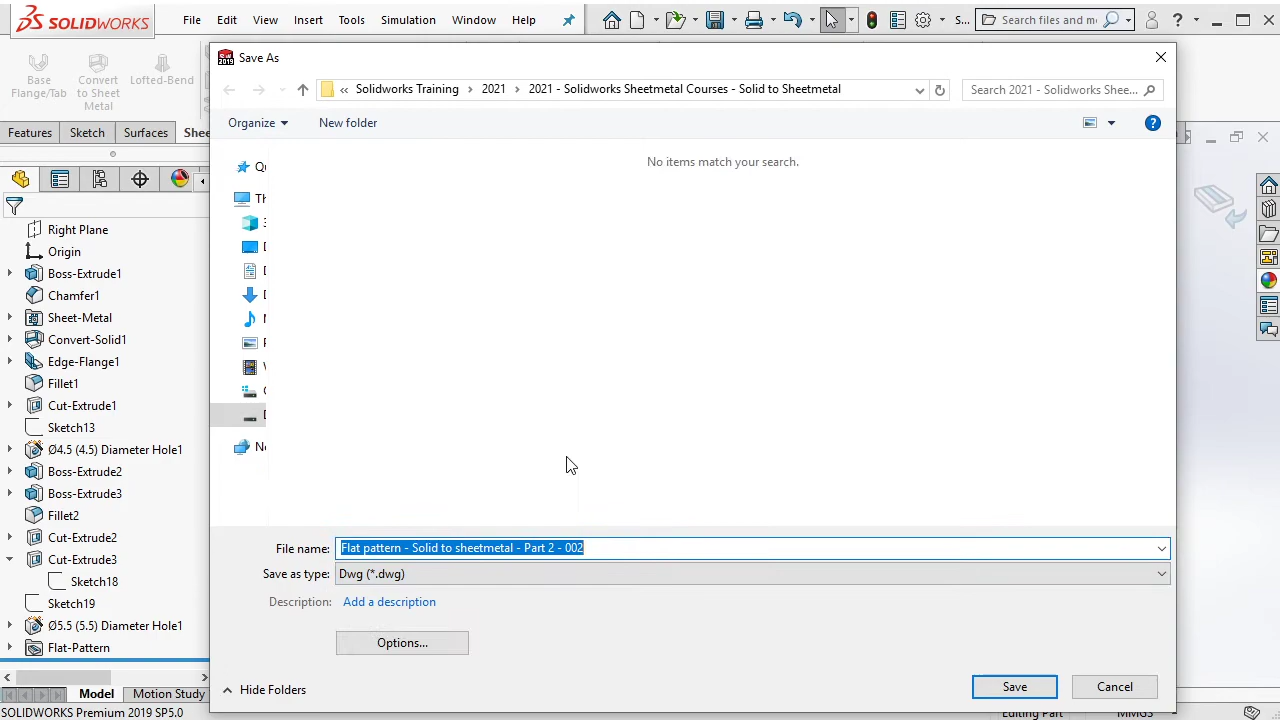 SOLIDWORKS
File Edit View Insert Tools Simulation Window Help
S...
Search files and m
Base Flange/Tab
Convert to Sheet Metal
Lofted-Bend
Features Sketch Surfaces Shee
Right Plane
Origin
Boss-Extrude1
Chamfer1
Sheet-Metal
Convert-Solid1
Edge-Flange1
Fillet1
Cut-Extrude1
Sketch13
Ø4.5 (4.5) Diameter Hole1
Boss-Extrude2
Boss-Extrude3
Fillet2
Cut-Extrude2
Cut-Extrude3
Sketch18
Sketch19
Ø5.5 (5.5) Diameter Hole1
Flat-Pattern
Model Motion Study
SOLIDWORKS Premium 2019 SP5.0
Save As
« Solidworks Training > 2021 > 2021 - Solidworks Sheetmetal Courses - Solid to Sheetmetal
Search 2021 - Solidworks Shee...
Organize New folder
No items match your search.
Qu
Th
3
D
D
D
M
P
V
D
Ne
File name: Flat pattern - Solid to sheetmetal - Part 2 - 002
Save as type: Dwg (*.dwg)
Description: Add a description
Options...
Hide Folders
Save Cancel
Editing Part MMGS